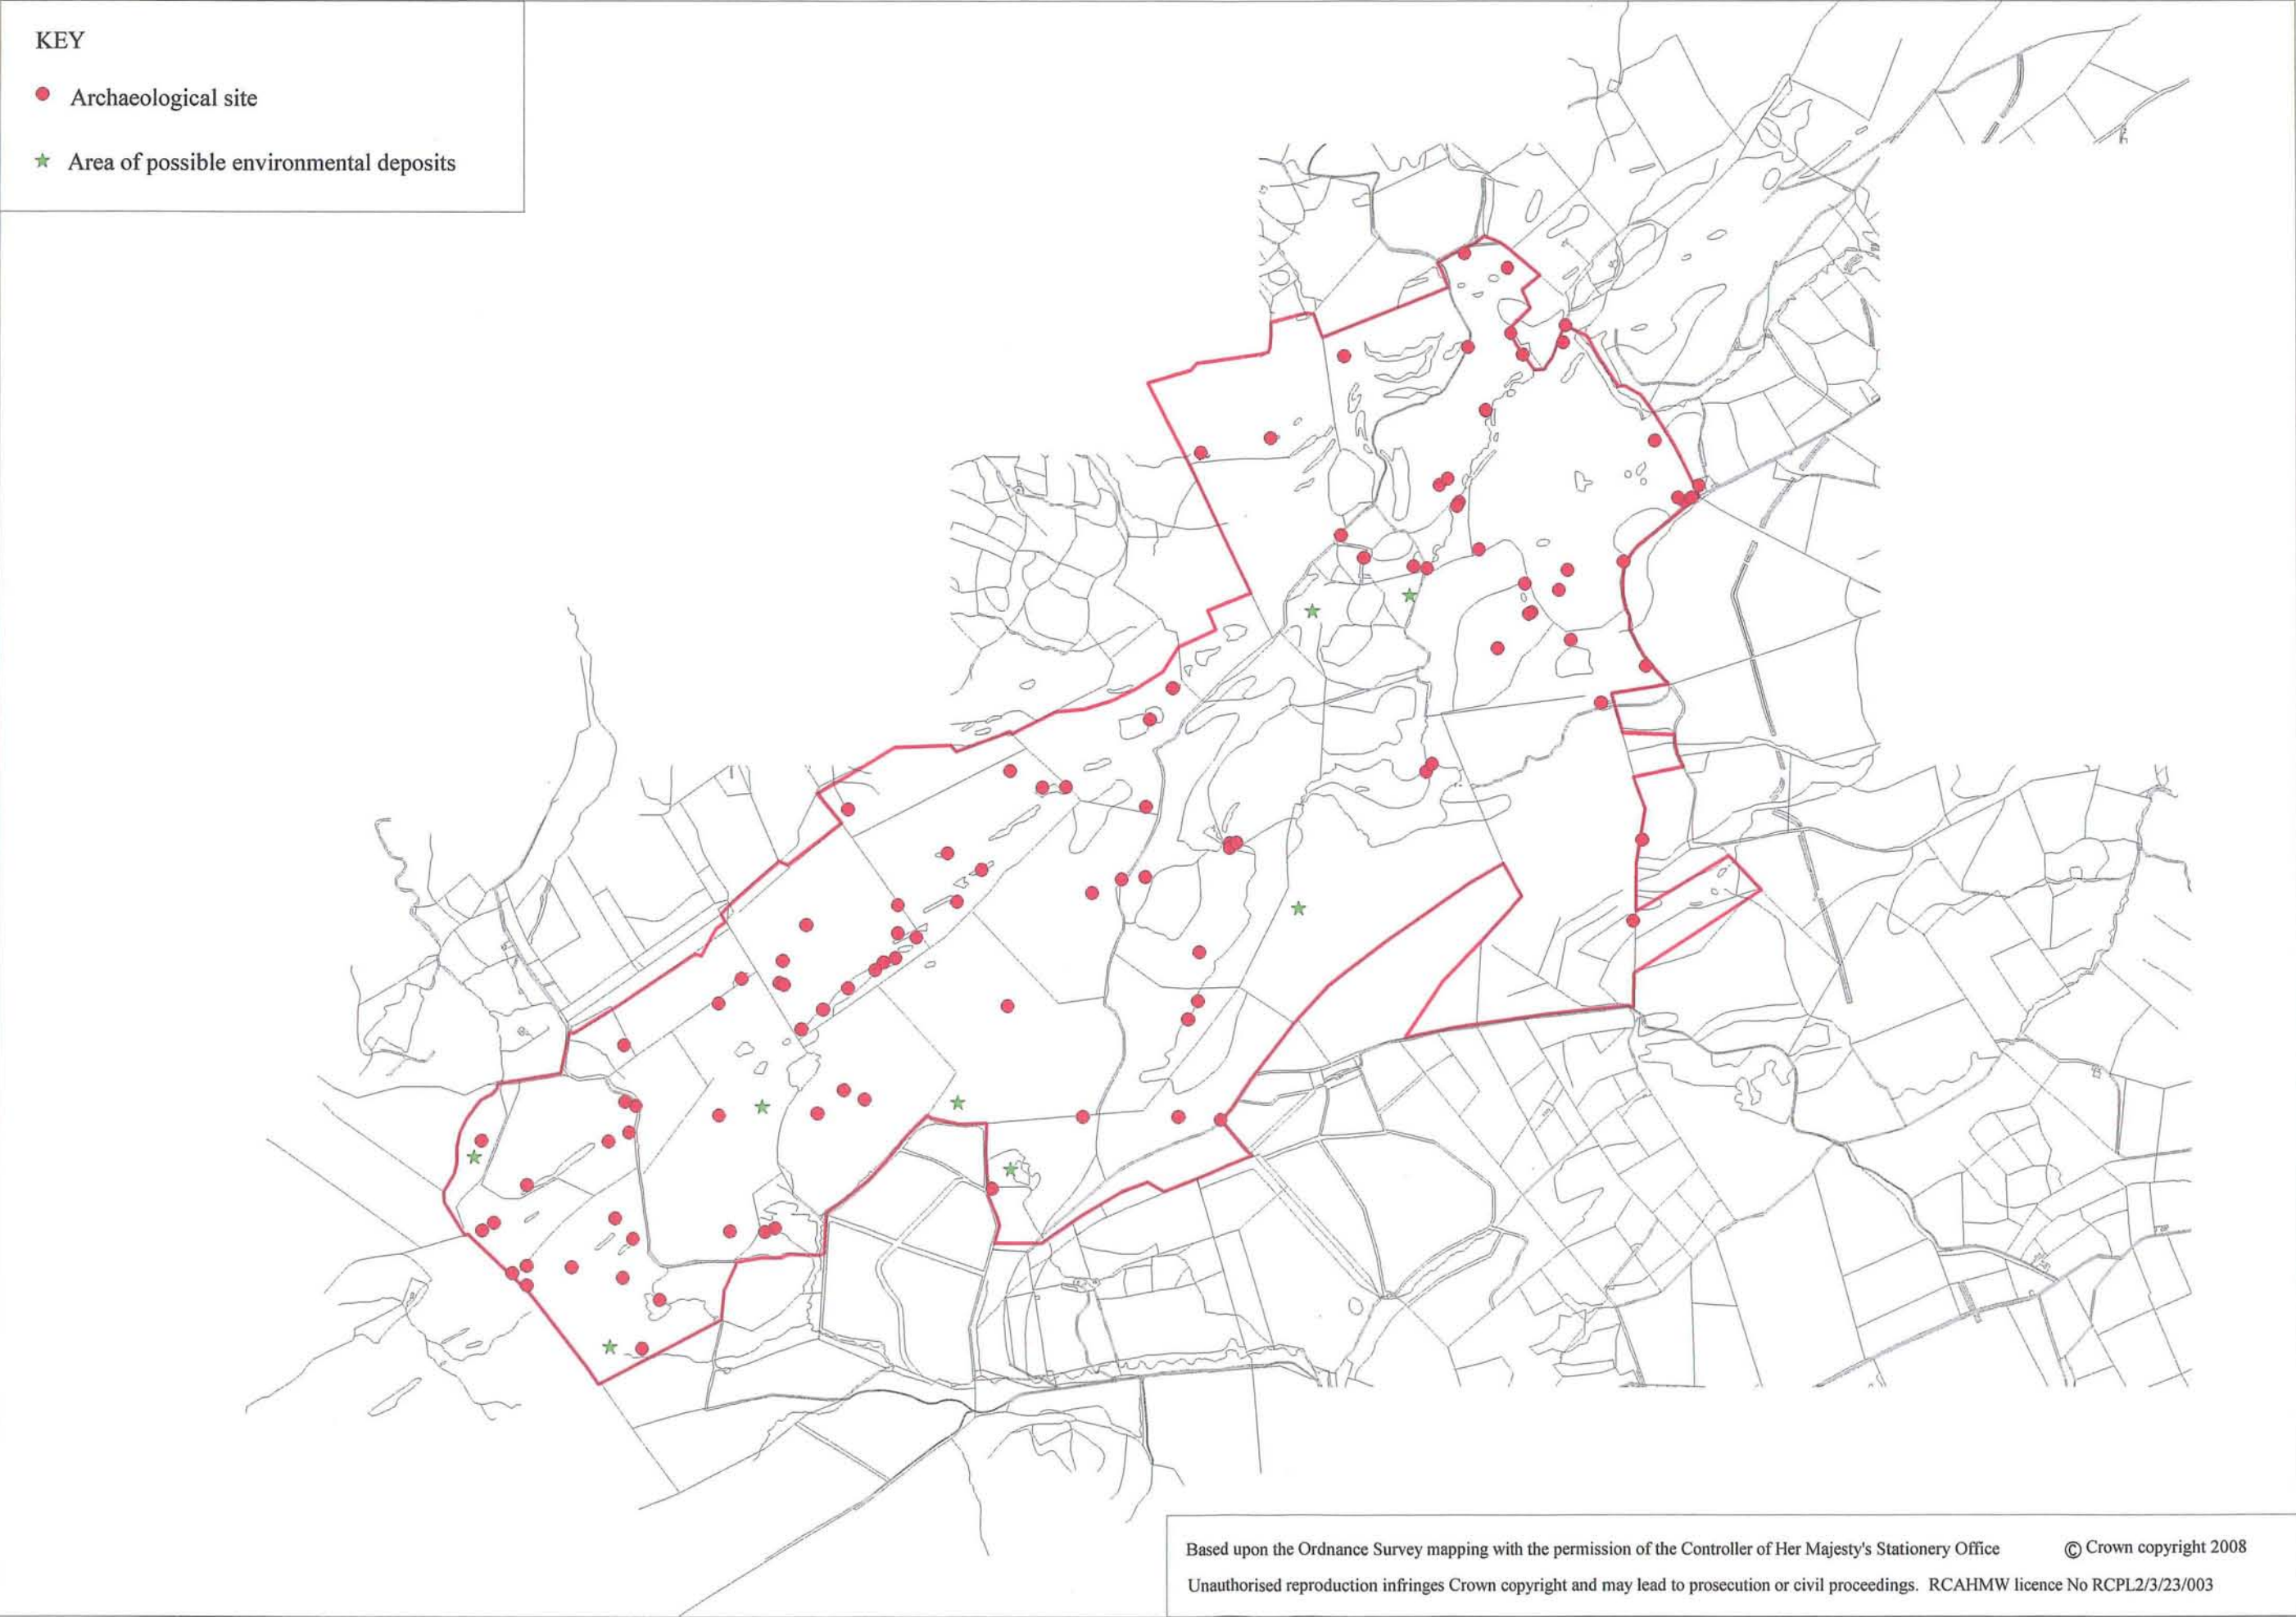 KEY
Archaeological site
Area of possible environmental deposits
Based upon the Ordnance Survey mapping with the permission of the Controller of Her Majesty's Stationery Office © Crown copyright 2008
Unauthorised reproduction infringes Crown copyright and may lead to prosecution or civil proceedings. RCAHMW licence No RCPL2/3/23/003